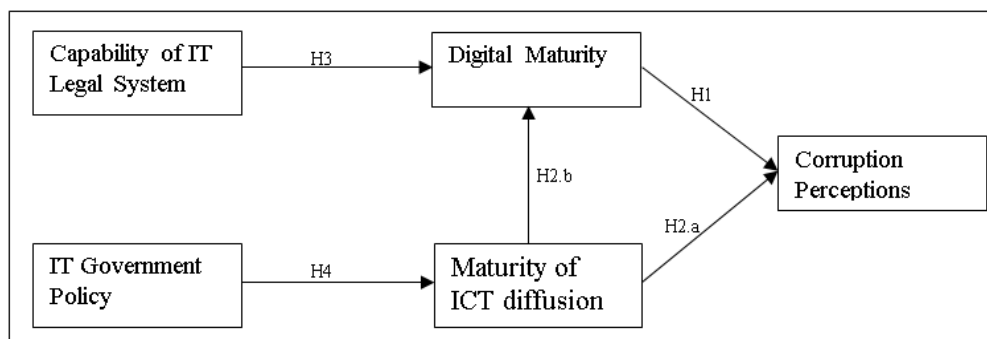 Capability of IT
Legal System
H3
Digital Maturity
H1
H2.b
Corruption
Perceptions
H2.a
IT Government
Policy
H4
Maturity of
ICT diffusion